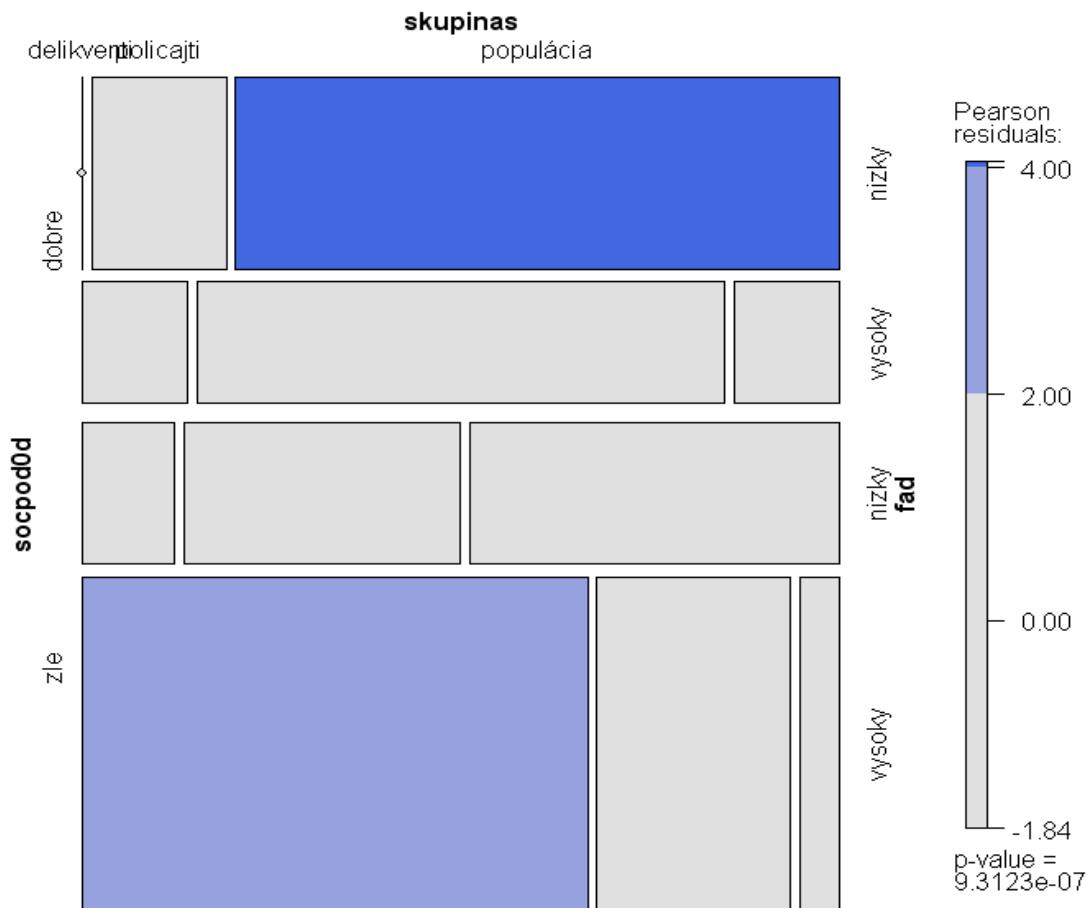 skupinas
delikventi policajti populácia
dobre
zle
socpod0d
nizky
vysoky
nizky
vysoky
fad
Pearson
residuals:
4.00
2.00
0.00
-1.84
p-value =
9.3123e-07